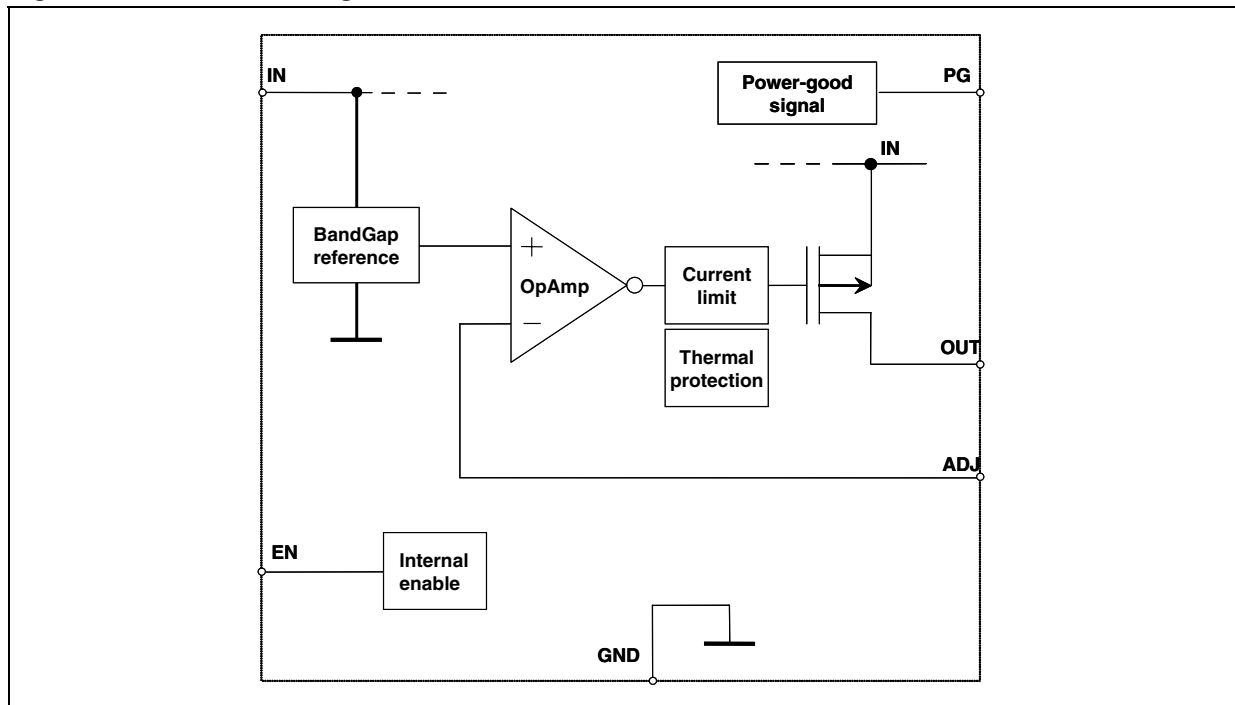 IN
PG
Power-good
signal
IN
BandGap
reference
+
OpAmp
−
Current
limit
Thermal
protection
OUT
ADJ
EN
Internal
enable
GND